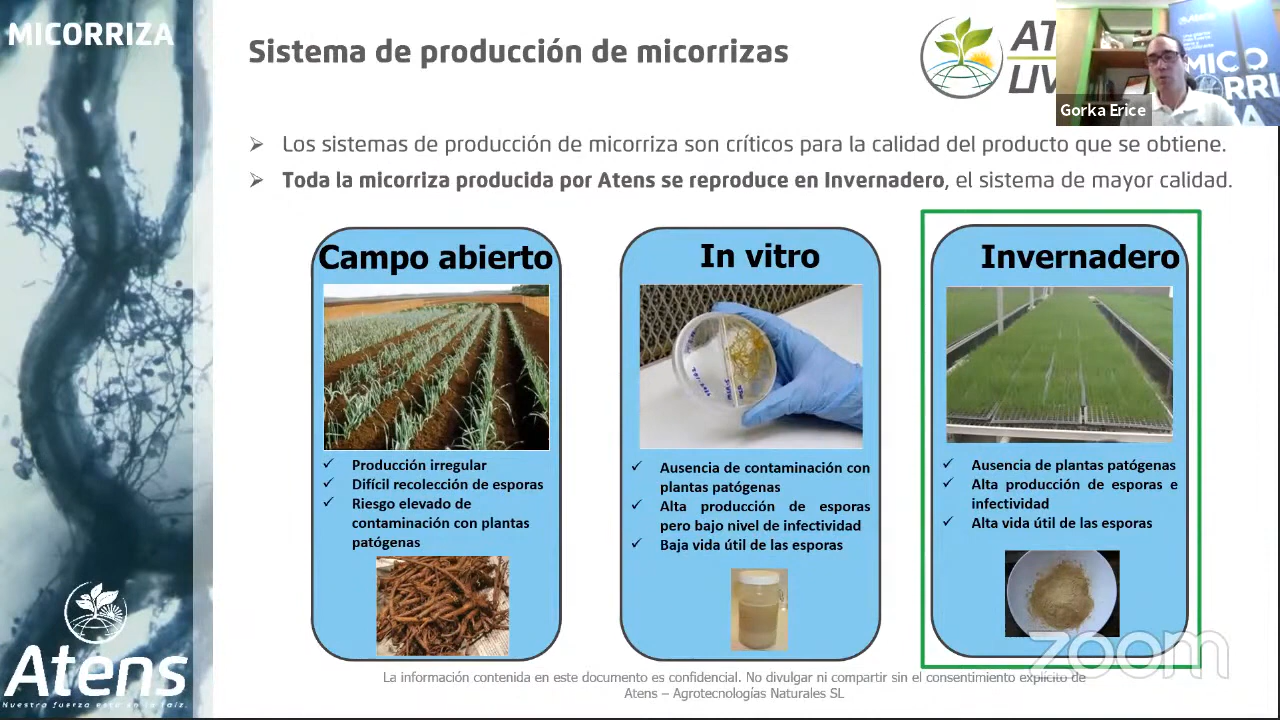 MICORRIZA
Sistema de producción de micorrizas
Gorka Erice
MICO
RRI
ZA
Los sistemas de producción de micorriza son críticos para la calidad del producto que se obtiene.
Toda la micorriza producida por Atens se reproduce en Invernadero, el sistema de mayor calidad.
Campo abierto
Producción irregular
Difícil recolección de esporas
Riesgo elevado de
contaminación con plantas
patógenas
In vitro
Ausencia de contaminación con
plantas patógenas
Alta producción de esporas
pero bajo nivel de infectividad
Baja vida útil de las esporas
Invernadero
Ausencia de plantas patógenas
Alta producción de esporas e
infectividad
Alta vida útil de las esporas
zoom
Atens
Nuestra fuerza está en la raíz.
La información contenida en este documento es confidencial. No divulgar ni compartir sin el consentimiento explícito de
Atens – Agrotecnologías Naturales SL